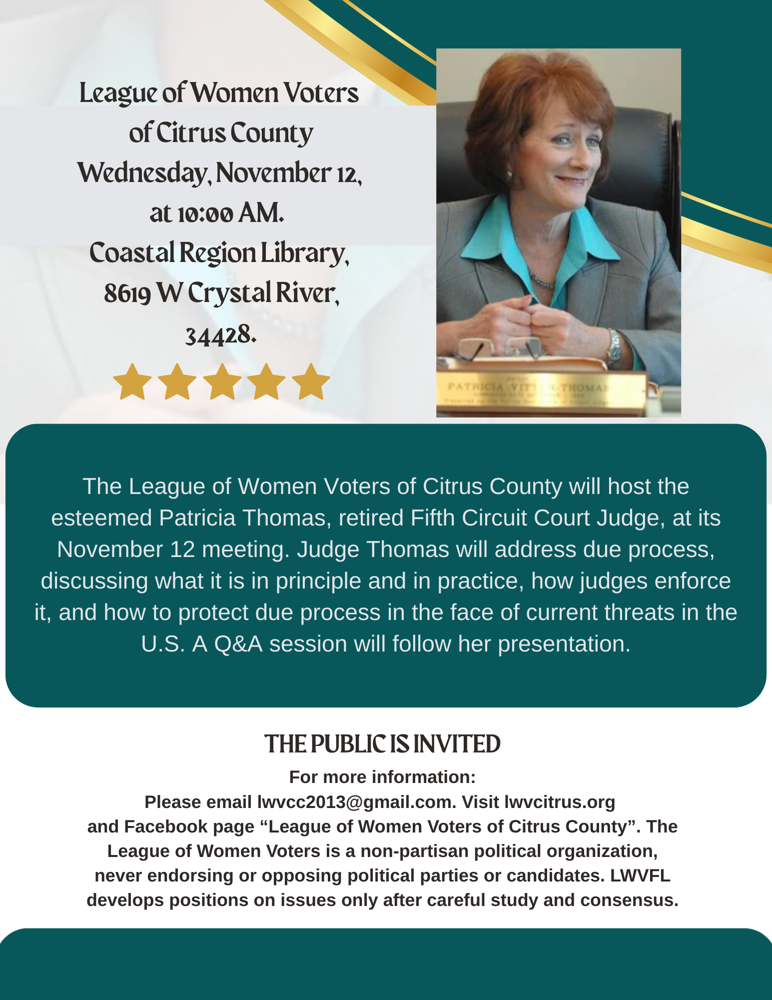 League of Women Voters
of Citrus County
Wednesday, November 12,
at 10:00 AM.
Coastal Region Library,
8619 W Crystal River,
34428.
PATRICIA VIT -THOMAS
The League of Women Voters of Citrus County will host the
esteemed Patricia Thomas, retired Fifth Circuit Court Judge, at its
November 12 meeting. Judge Thomas will address due process,
discussing what it is in principle and in practice, how judges enforce
it, and how to protect due process in the face of current threats in the
U.S. A Q&A session will follow her presentation.
THE PUBLIC IS INVITED
For more information:
Please email lwvcc2013@gmail.com. Visit lwvcitrus.org
and Facebook page “League of Women Voters of Citrus County”. The
League of Women Voters is a non-partisan political organization,
never endorsing or opposing political parties or candidates. LWVFL
develops positions on issues only after careful study and consensus.